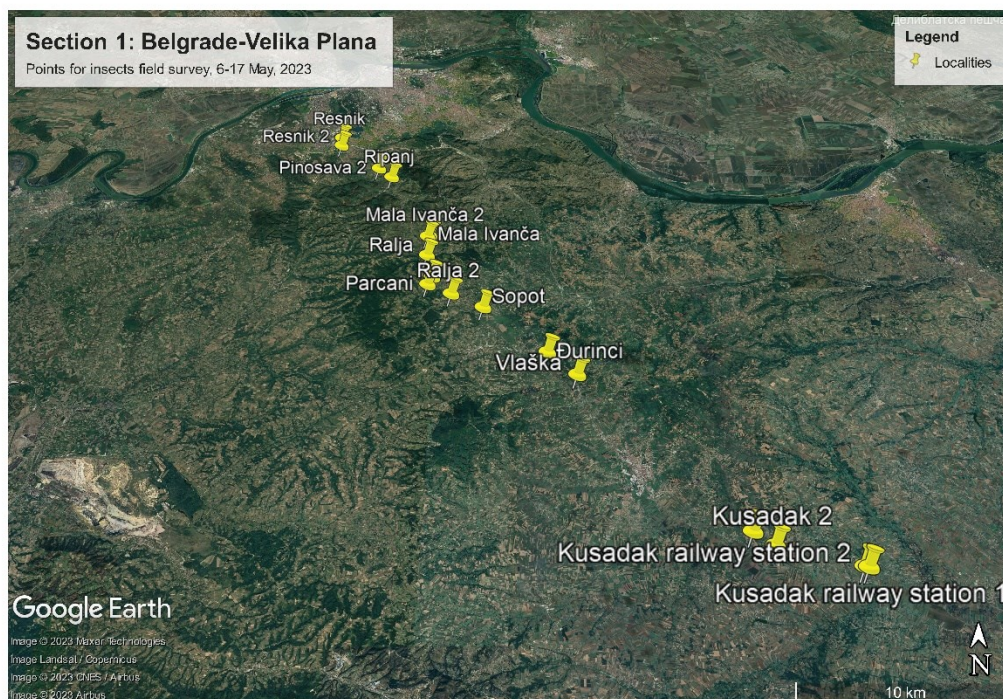 Section 1: Belgrade-Velika Plana
Points for insects field survey, 6-17 May, 2023
Делиблатска пешча
Legend
Localities
Resnik
Resnik 2
Ripanj
Pinosava 2
Mala Ivanča 2
Mala Ivanča
Ralja
Ralja 2
Parcani
Sopot
Đurinci
Vlaška
Kusadak 2
Kusadak railway station 2
Kusadak railway station 1
Google Earth
Image © 2023 Maxar Technologies
Image Landsat / Copernicus
Image © 2023 CNES / Airbus
Image © 2023 Airbus
N
10 km